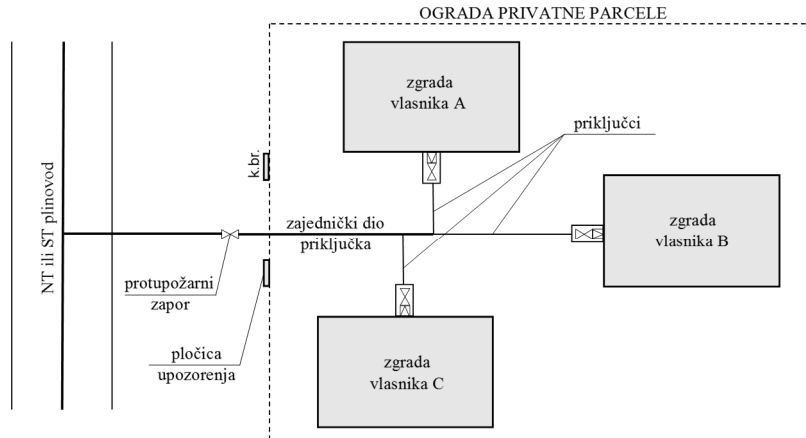 OGRADA PRIVATNE PARCELE
zgrada
vlasnika A
priključci
k.br.
NT ili ST plinovod
zajednički dio
priključka
zgrada
vlasnika B
protupožarni
zapor
pločica
upozorenja
zgrada
vlasnika C